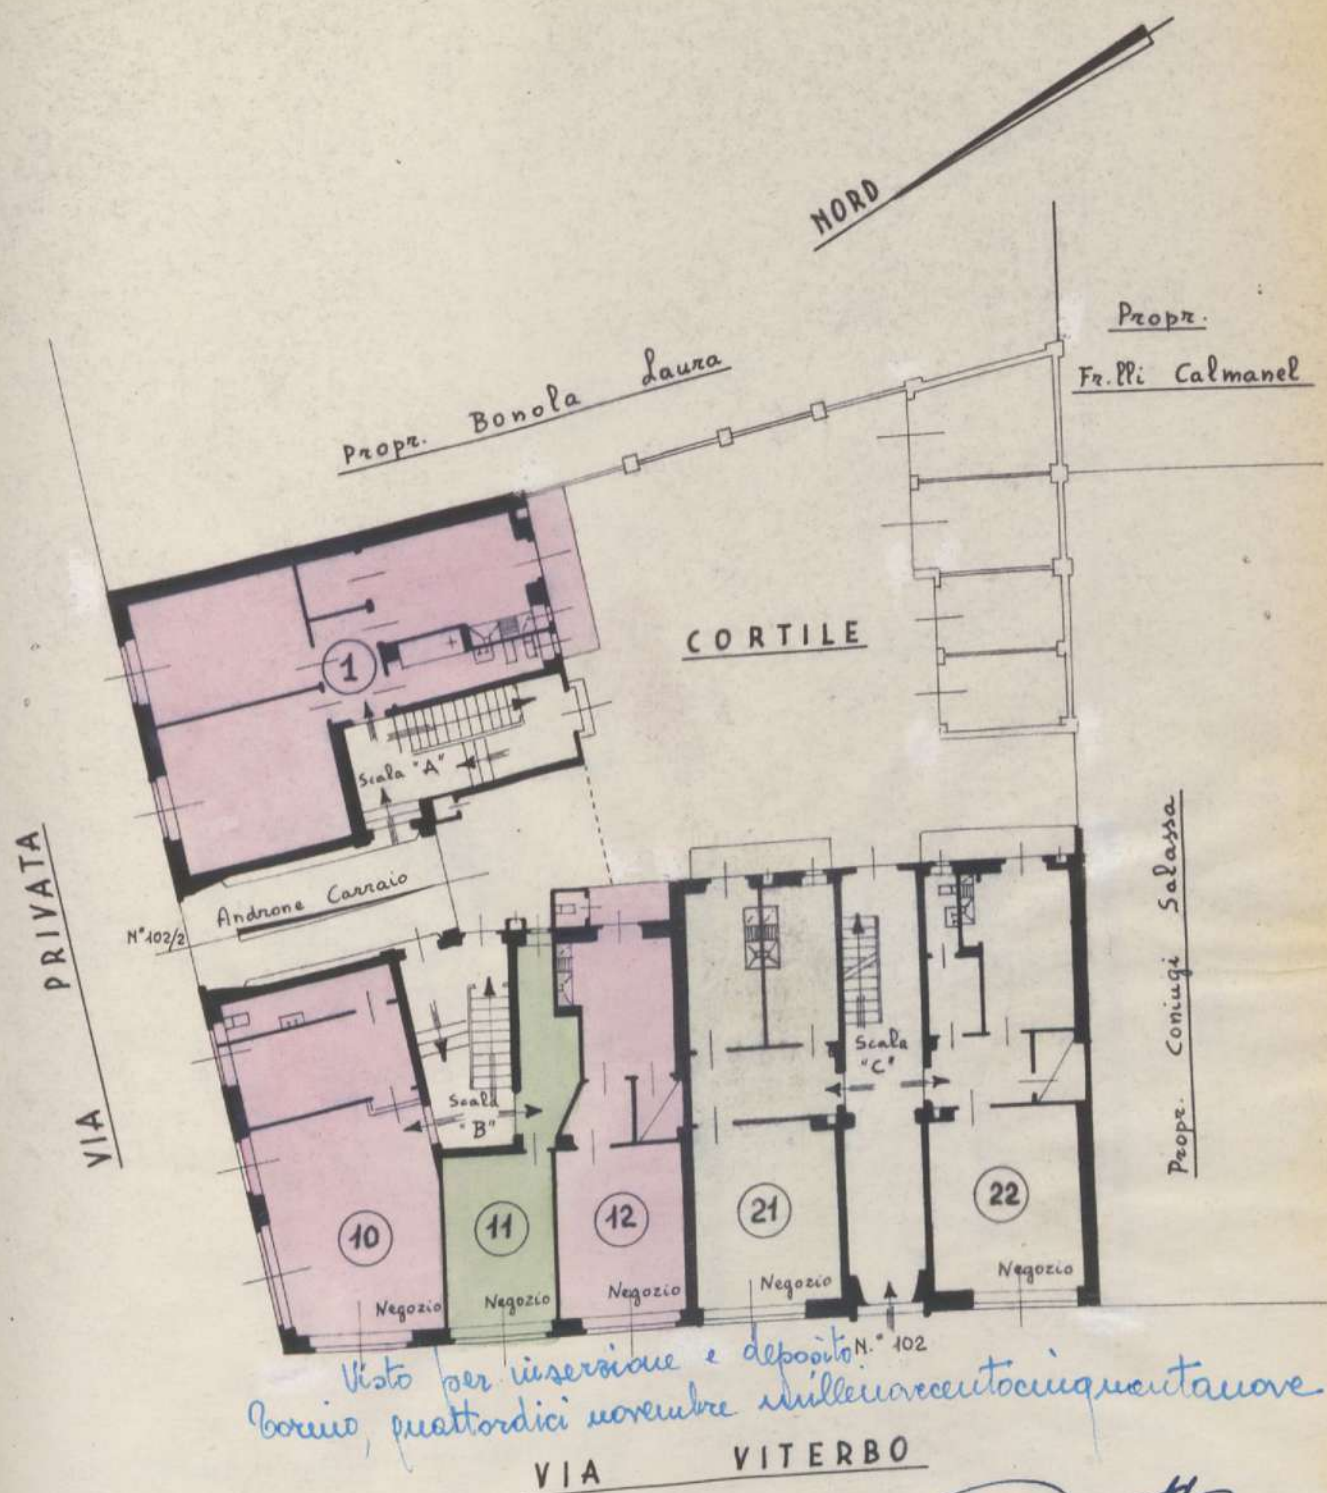 NORD
Propr.
Fr.lli Calmanel
Propr. Bonola Laura
CORTILE
1
Scala "A"
Androne Carraio
N° 102/2
VIA PRIVATA
Propr. Coniugi Salassa
Scala
"B"
Scala
"C"
10
11
12
21
22
Negozio
Negozio
Negozio
Negozio
Negozio
N.° 102
Visto per inserzione e deposito
Torino, quattordici novembre millenovecentocinquantanove
VIA VITERBO